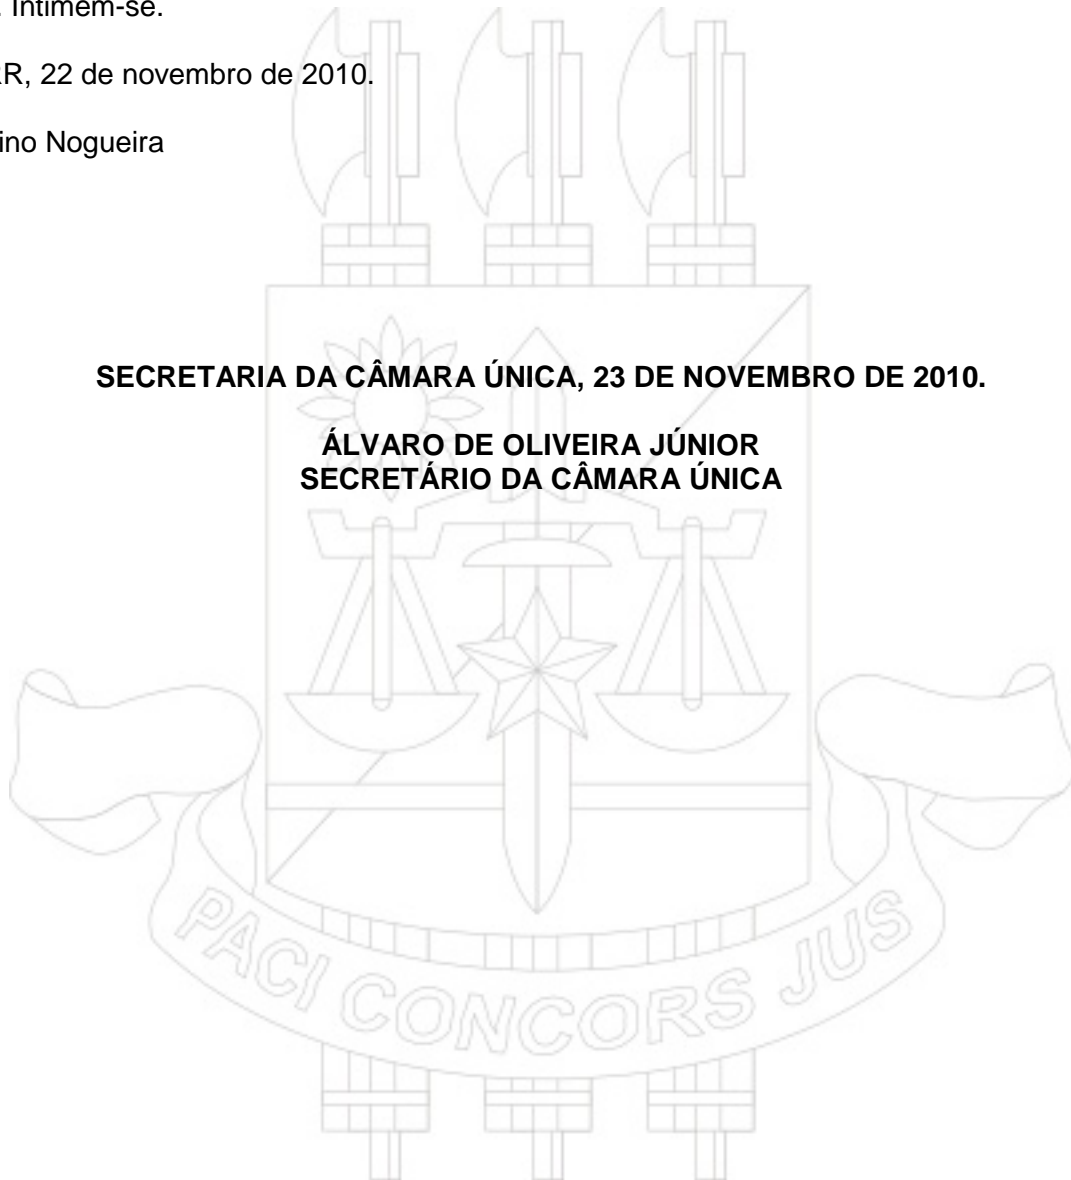 . Intimem-se.
RR, 22 de novembro de 2010.
ino Nogueira
SECRETARIA DA CÂMARA ÚNICA, 23 DE NOVEMBRO DE 2010.
ÁLVARO DE OLIVEIRA JÚNIOR
SECRETÁRIO DA CÂMARA ÚNICA
PACI CONCORS JUS